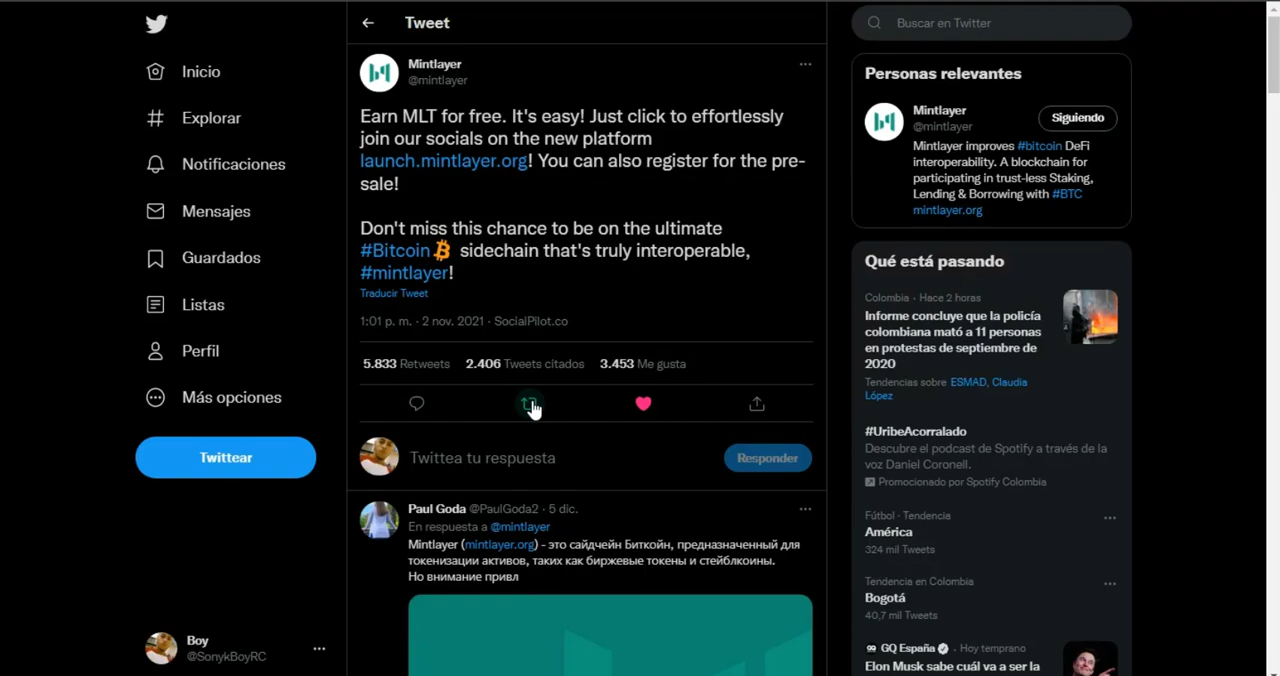 Tweet
Buscar en Twitter
Inicio
Explorar
Notificaciones
Mensajes
Guardados
Listas
Perfil
Más opciones
Twittear
Boy
@SonykBoyRC
Mintlayer
@mintlayer
Earn MLT for free. It's easy! Just click to effortlessly
join our socials on the new platform
launch.mintlayer.org! You can also register for the pre-
sale!
Don't miss this chance to be on the ultimate
#Bitcoin sidechain that's truly interoperable,
#mintlayer!
Traducir Tweet
1:01 p. m. · 2 nov. 2021 · SocialPilot.co
5.833 Retweets 2.406 Tweets citados 3.453 Me gusta
Twittea tu respuesta
Responder
Paul Goda @PaulGoda2 · 5 dic.
En respuesta a @mintlayer
Mintlayer (mintlayer.org) - это сайдчейн Биткойн, предназначенный для
токенизации активов, таких как биржевые токены и стейблкоины.
Но внимание привл
Personas relevantes
Mintlayer
@mintlayer
Siguiendo
Mintlayer improves #bitcoin DeFi
interoperability. A blockchain for
participating in trust-less Staking,
Lending & Borrowing with #BTC
mintlayer.org
Qué está pasando
Colombia · Hace 2 horas
Informe concluye que la policía
colombiana mató a 11 personas
en protestas de septiembre de
2020
Tendencias sobre ESMAD, Claudia
López
#UribeAcorralado
Descubre el podcast de Spotify a través de la
voz Daniel Coronell.
Promocionado por Spotify Colombia
Fútbol · Tendencia
América
324 mil Tweets
Tendencia en Colombia
Bogotá
40,7 mil Tweets
GQ España · Hoy temprano
Elon Musk sabe cuál va a ser la